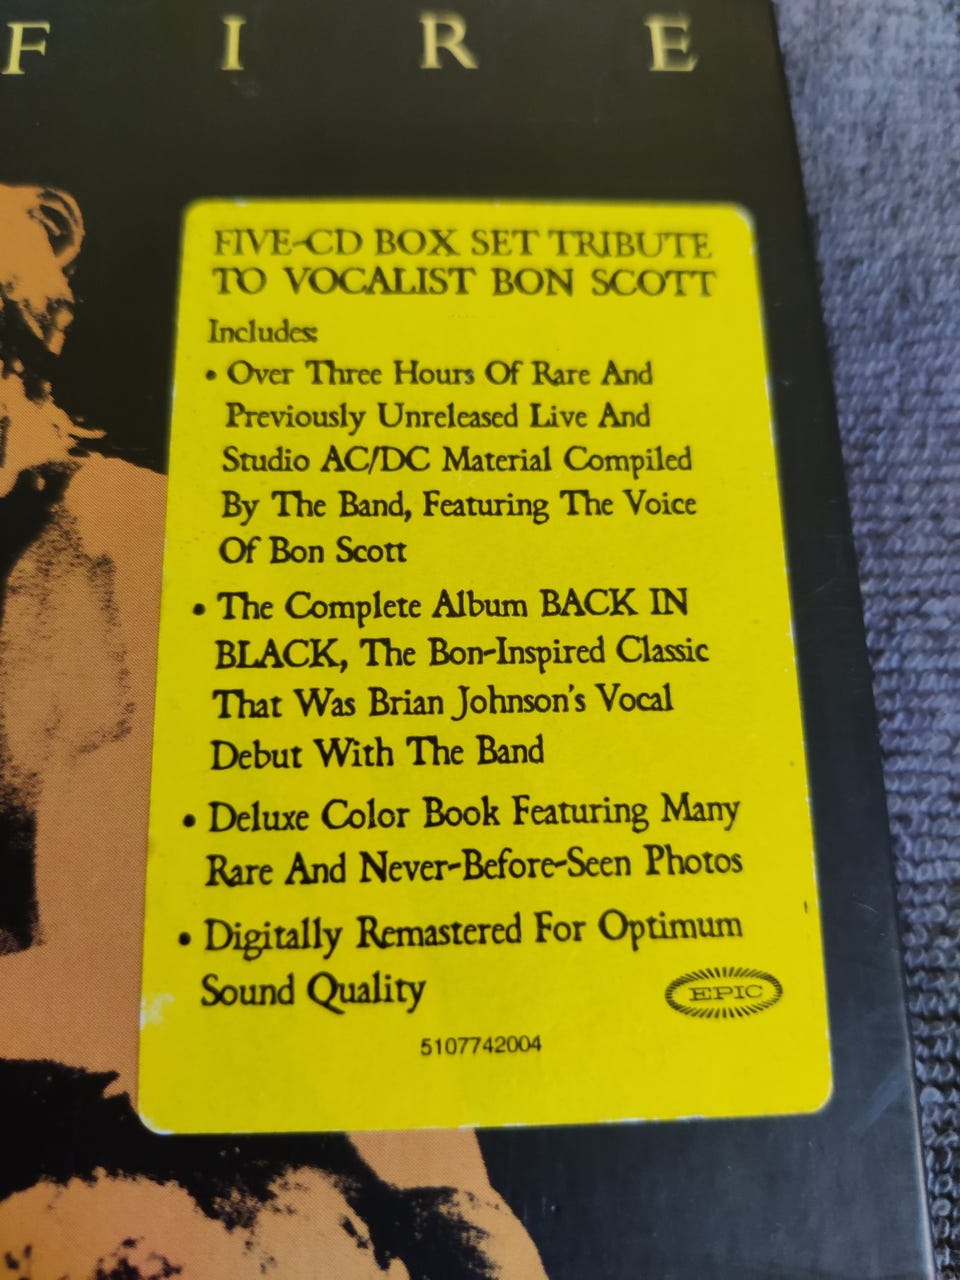 FIRE
FIVE-CD BOX SET TRIBUTE
TO VOCALIST BON SCOTT
Includes:
• Over Three Hours Of Rare And
Previously Unreleased Live And
Studio AC/DC Material Compiled
By The Band, Featuring The Voice
Of Bon Scott
• The Complete Album BACK IN
BLACK, The Bon-Inspired Classic
That Was Brian Johnson's Vocal
Debut With The Band
• Deluxe Color Book Featuring Many
Rare And Never-Before-Seen Photos
• Digitally Remastered For Optimum
Sound Quality
EPIC
5107742004